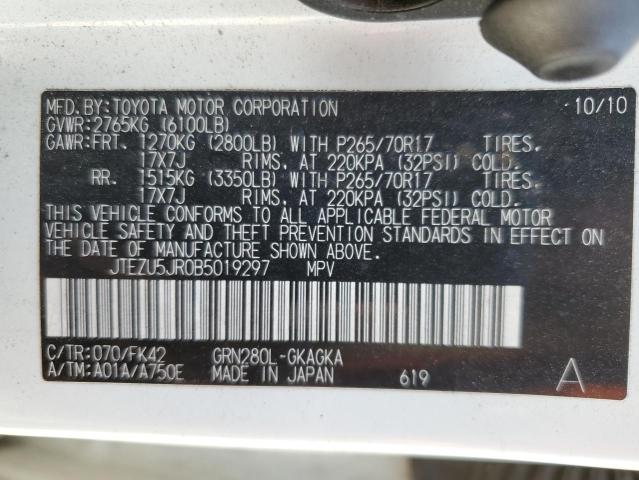 MFD.BY:TOYOTA MOTOR CORPORATION 10/10
GVWR:2765KG (6100LB)
GAWR:FRT. 1270KG (2800LB) WITH P265/70R17 TIRES.
17X7J RIMS. AT 220KPA (32PSI) COLD.
RR. 1515KG (3350LB) WITH P265/70R17 TIRES.
17X7J RIMS. AT 220KPA (32PSI) COLD.
THIS VEHICLE CONFORMS TO ALL APPLICABLE FEDERAL MOTOR
VEHICLE SAFETY AND THEFT PREVENTION STANDARDS IN EFFECT ON
THE DATE OF MANUFACTURE SHOWN ABOVE.
JTEZU5JR0B5019297 MPV
C/TR:070/FK42 GRN280L-GKAGKA
A/TM:A01A/A750E MADE IN JAPAN 619 A